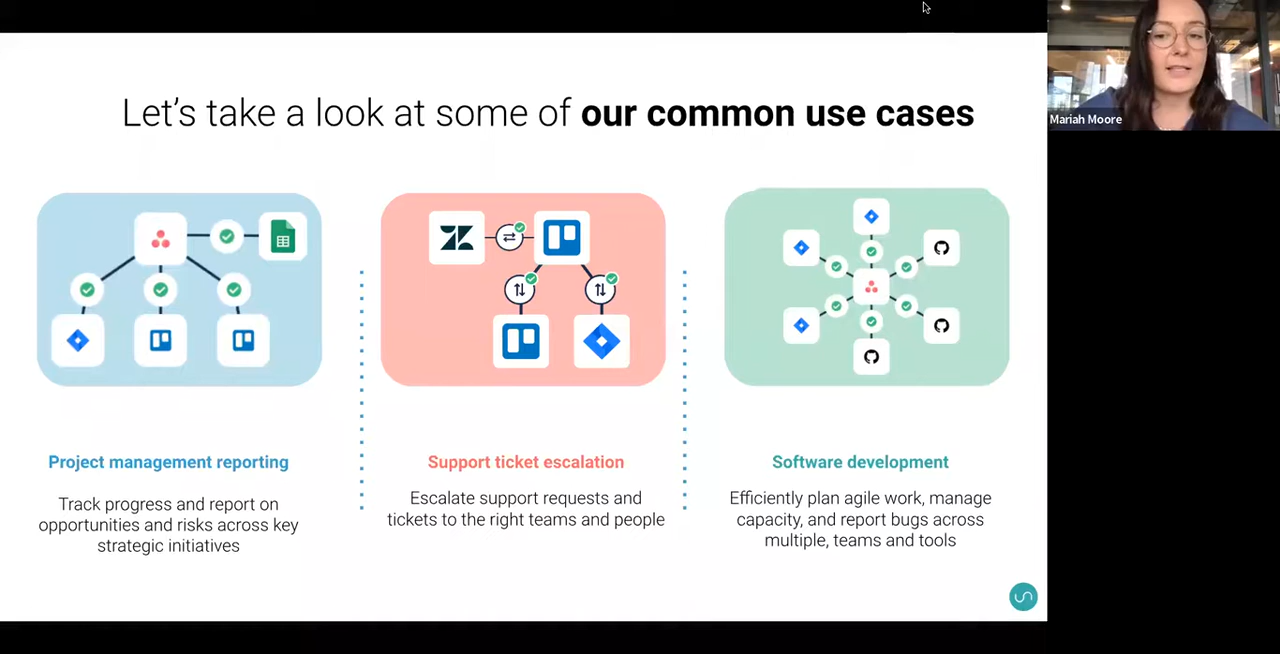 Let's take a look at some of our common use cases
Mariah Moore
Project management reporting
Track progress and report on
opportunities and risks across key
strategic initiatives
Support ticket escalation
Escalate support requests and
tickets to the right teams and people
Software development
Efficiently plan agile work, manage
capacity, and report bugs across
multiple, teams and tools